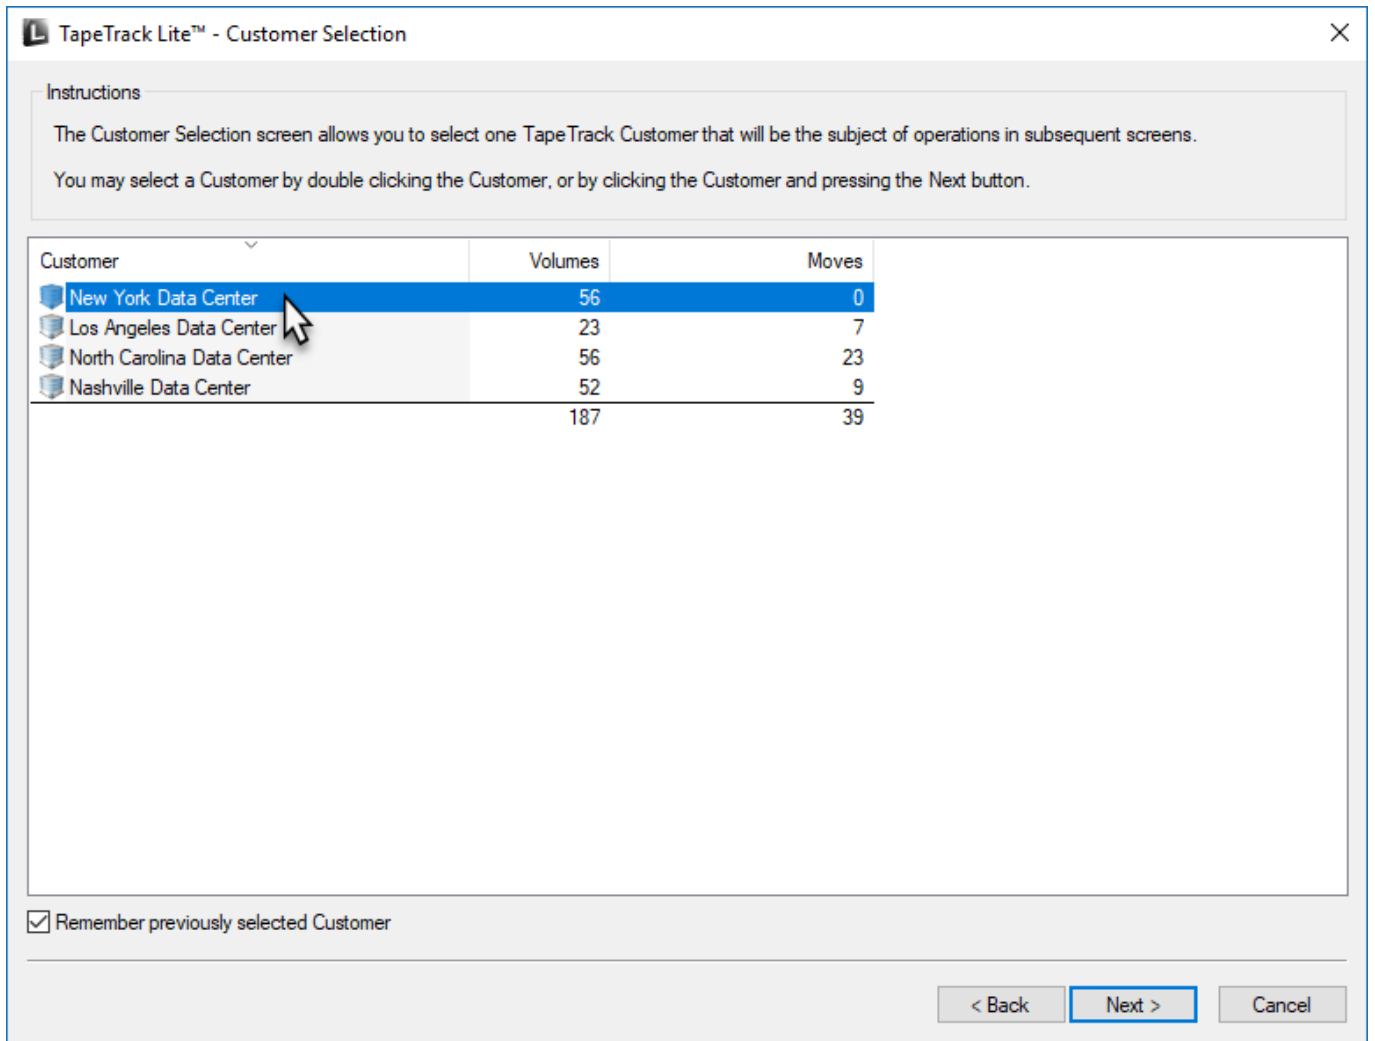 TapeTrack Lite™ - Customer Selection
Instructions
The Customer Selection screen allows you to select one TapeTrack Customer that will be the subject of operations in subsequent screens.
You may select a Customer by double clicking the Customer, or by clicking the Customer and pressing the Next button.
Customer Volumes Moves
New York Data Center 56 0
Los Angeles Data Center 23 7
North Carolina Data Center 56 23
Nashville Data Center 52 9
187 39
Remember previously selected Customer
< Back Next > Cancel